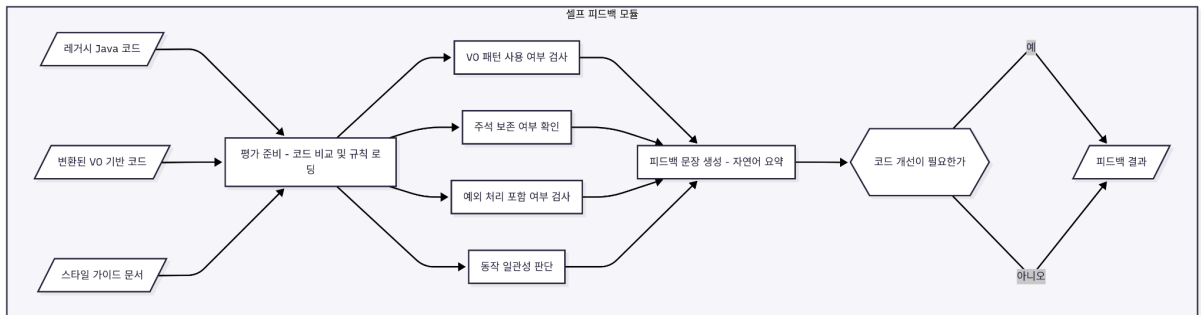 셀프 피드백 모듈
레거시 Java 코드
변환된 VO 기반 코드
스타일 가이드 문서
평가 준비 - 코드 비교 및 규칙 로
딩
VO 패턴 사용 여부 검사
주석 보존 여부 확인
예외 처리 포함 여부 검사
동작 일관성 판단
피드백 문장 생성 - 자연어 요약
코드 개선이 필요한가
예
아니오
피드백 결과